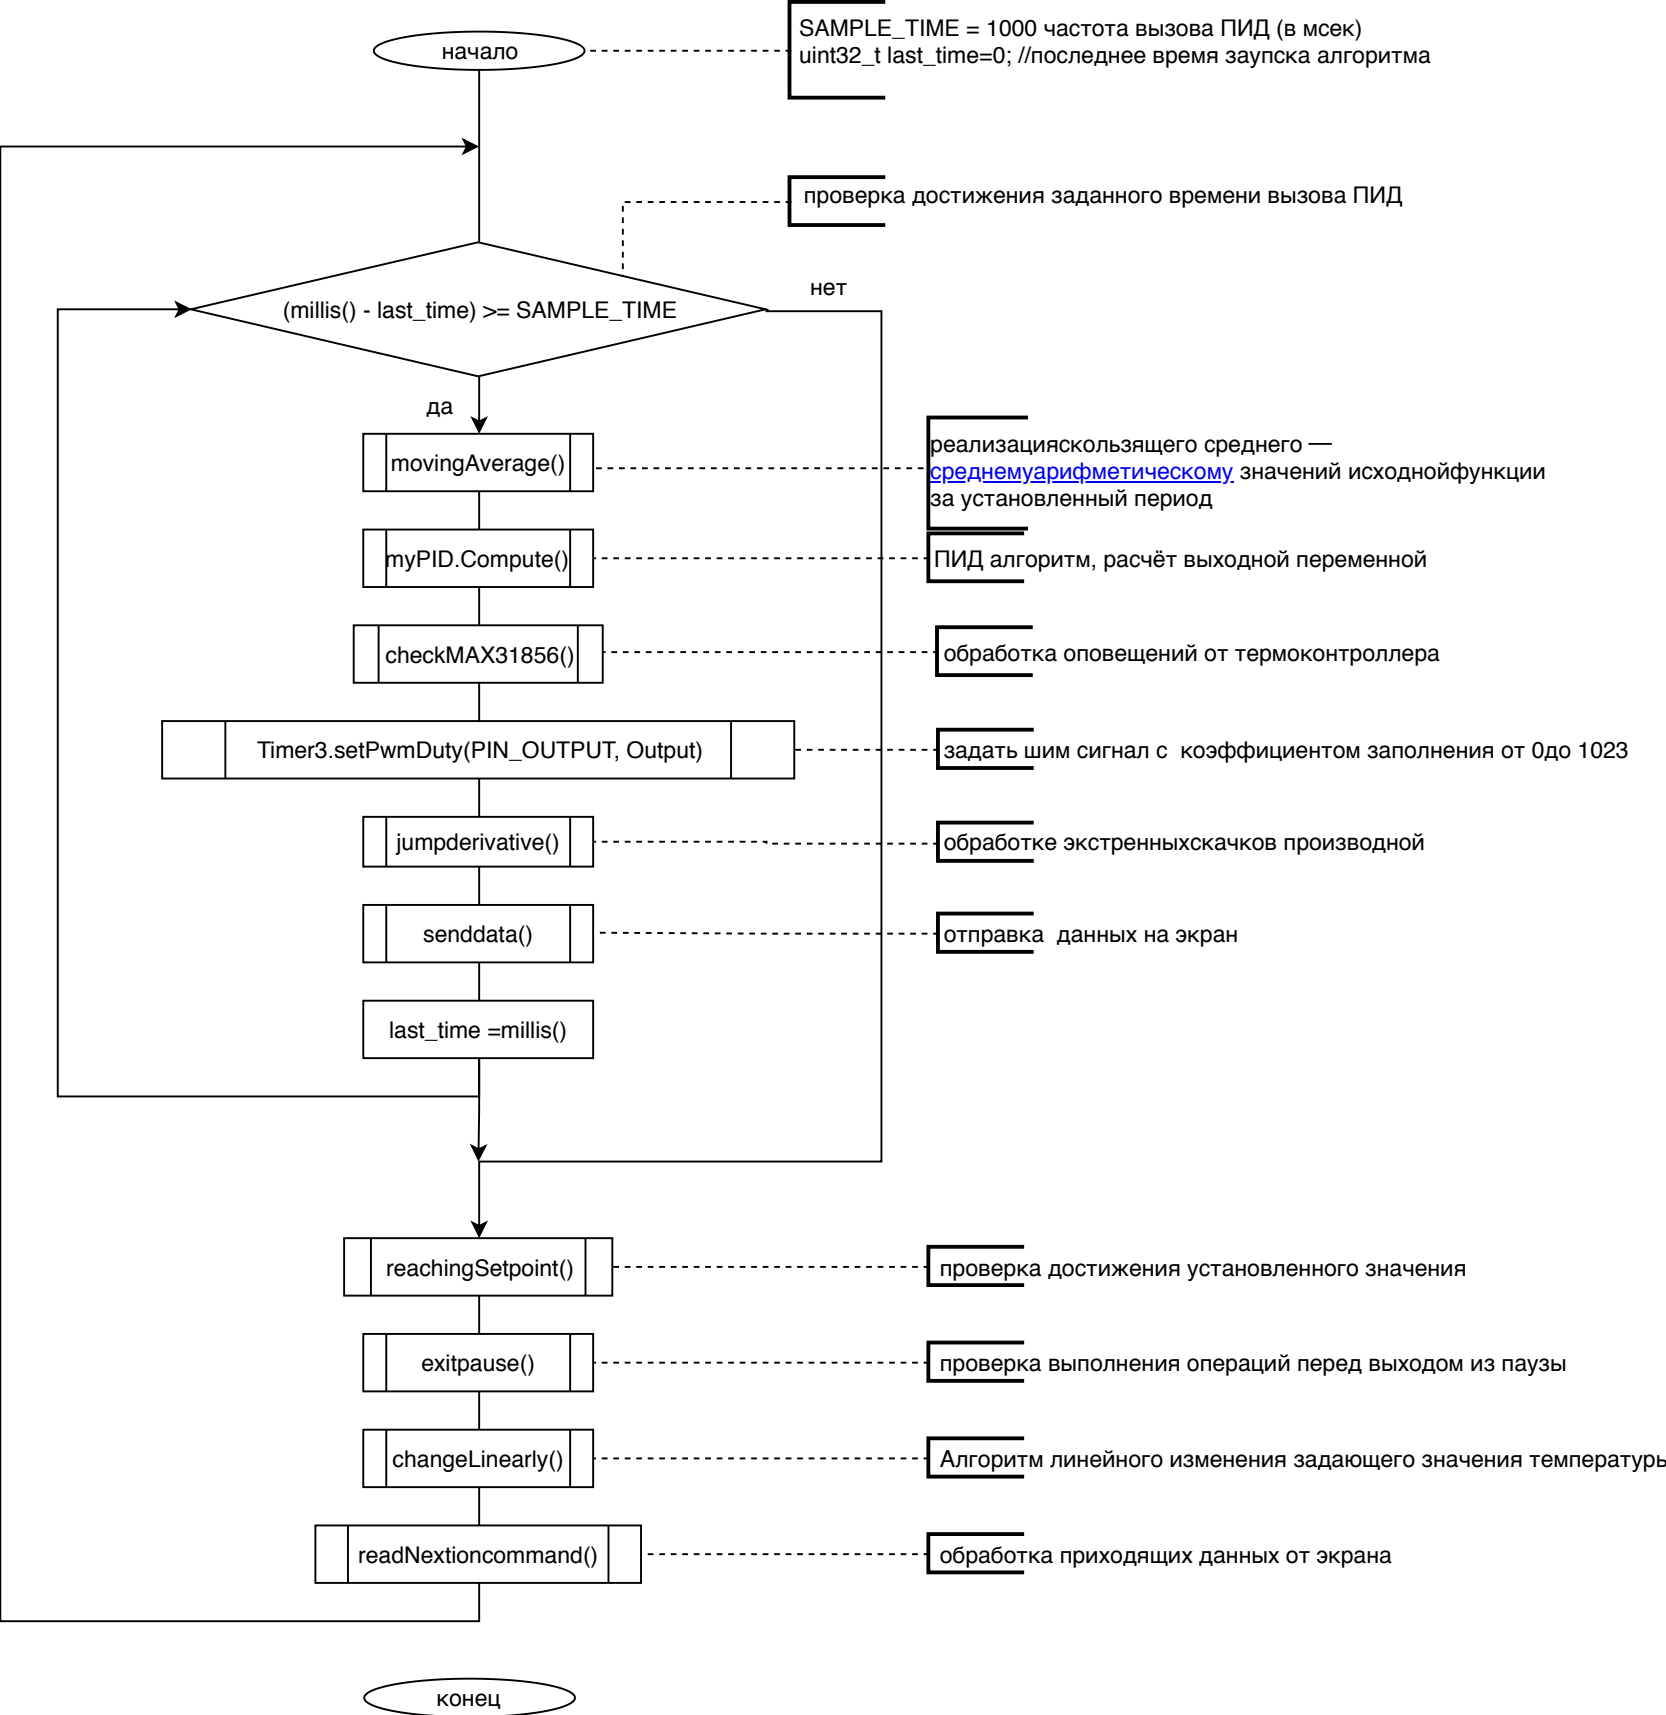 начало
SAMPLE_TIME = 1000 частота вызова ПИД (в мсек)
uint32_t last_time=0; //последнее время заупска алгоритма
проверка достижения заданного времени вызова ПИД
нет
(millis() - last_time) >= SAMPLE_TIME
да
movingAverage()
реализацияскользящего среднего —
среднемуарифметическому значений исходнойфункции
за установленный период
myPID.Compute()
ПИД алгоритм, расчёт выходной переменной
checkMAX31856()
обработка оповещений от термоконтроллера
Timer3.setPwmDuty(PIN_OUTPUT, Output)
задать шим сигнал с  коэффициентом заполнения от 0до 1023
jumpderivative()
обработке экстренныхскачков производной
senddata()
отправка  данных на экран
last_time =millis()
reachingSetpoint()
проверка достижения установленного значения
exitpause()
проверка выполнения операций перед выходом из паузы
changeLinearly()
Алгоритм линейного изменения задающего значения температуры
readNextioncommand()
обработка приходящих данных от экрана
конец